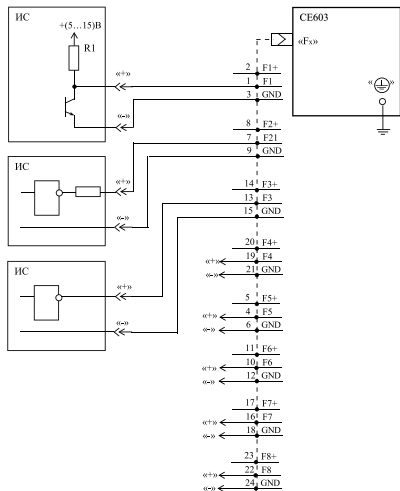 ИС
+(5...15)В
R1
«+»
«-»
ИС
«+»
«-»
ИС
«+»
«-»
СЕ603
«Fx»
2 F1+
1 F1
3 GND
8 F2+
7 F21
9 GND
14 F3+
13 F3
15 GND
20 F4+
«+» 19 F4
«-» 21 GND
5 F5+
«+» 4 F5
«-» 6 GND
11 F6+
«+» 10 F6
«-» 12 GND
17 F7+
«+» 16 F7
«-» 18 GND
23 F8+
«+» 22 F8
«-» 24 GND